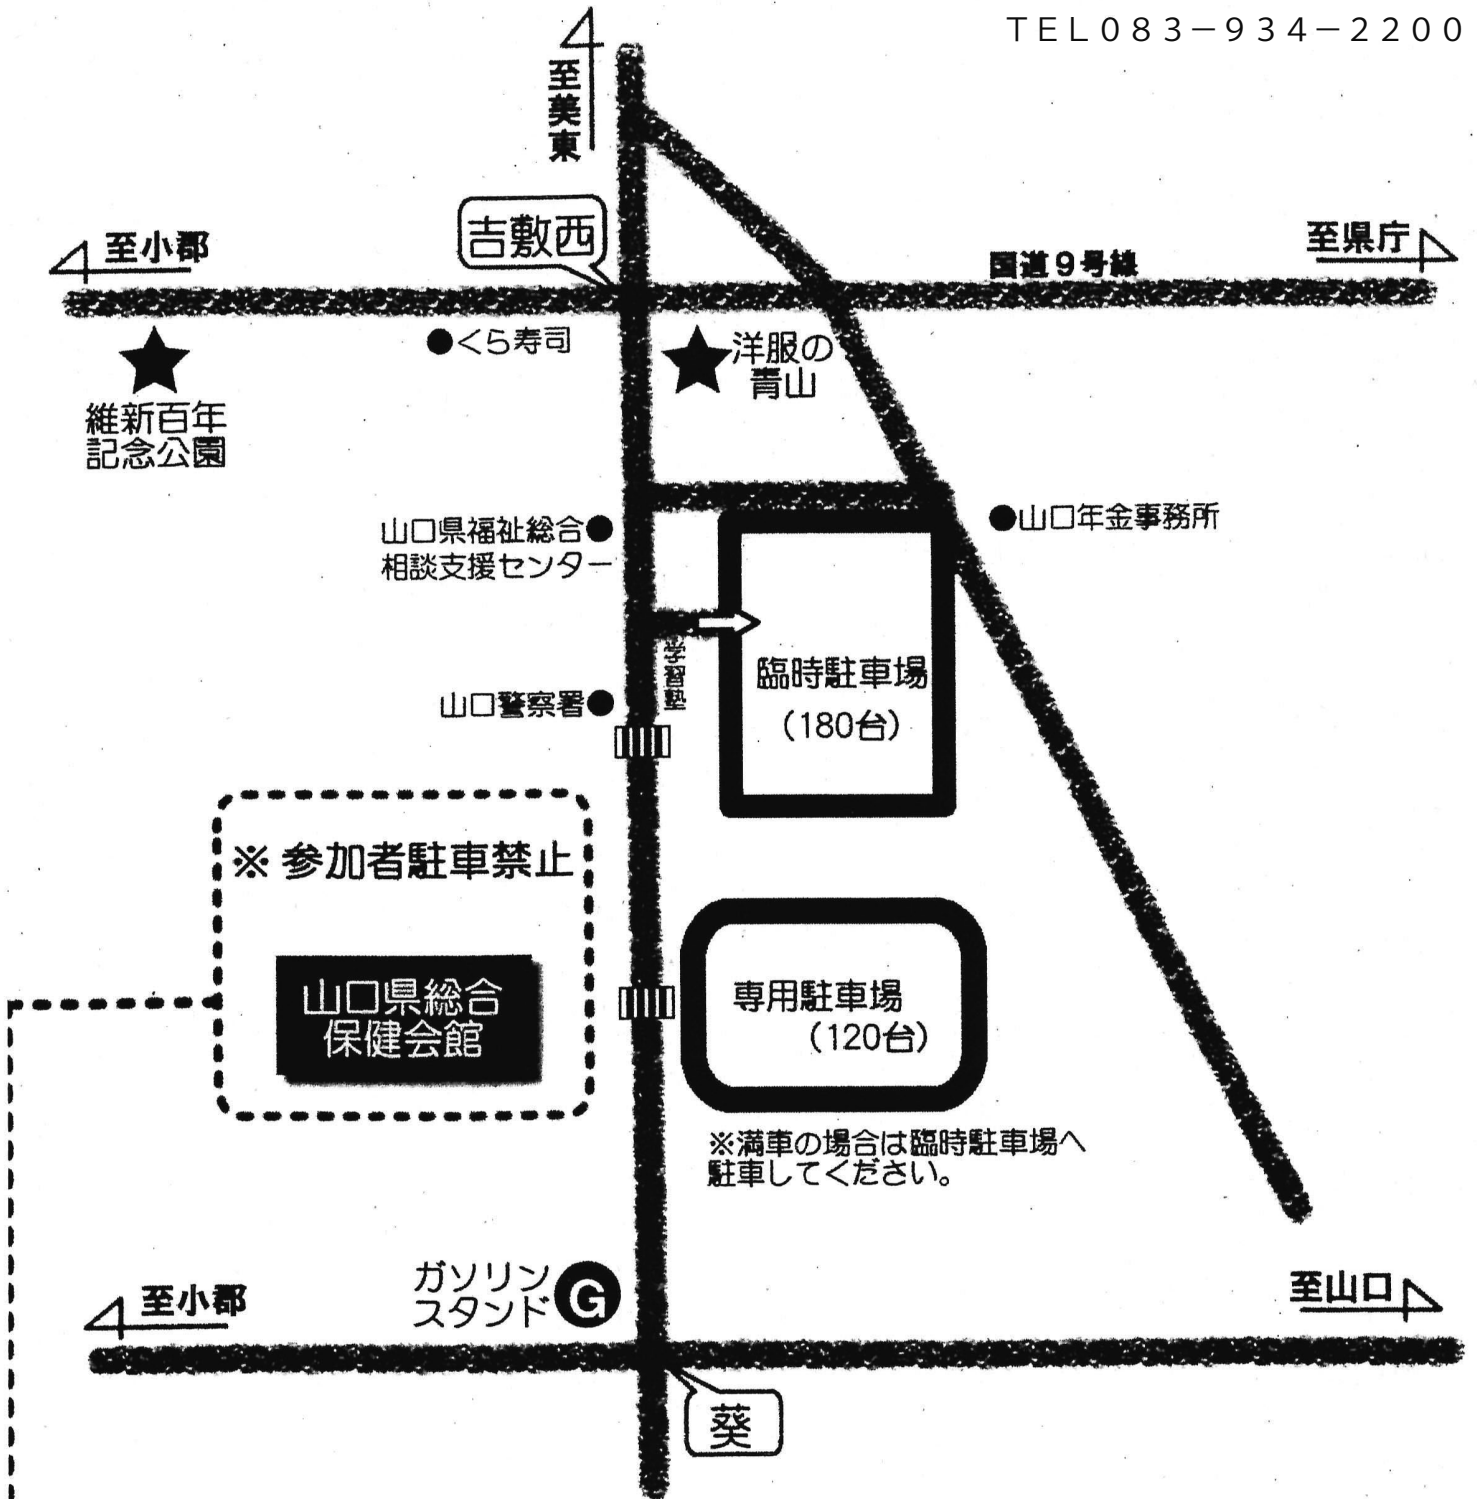 TEL083－934－2200
至美東
吉敷西
至小郡
至県庁
国道9号線
くら寿司
洋服の
青山
維新百年
記念公園
山口県福祉総合
相談支援センター
山口年金事務所
学習塾
臨時駐車場
(180台)
山口警察署
※ 参加者駐車禁止
山口県総合
保健会館
専用駐車場
(120台)
※満車の場合は臨時駐車場へ
駐車してください。
ガソリン
スタンド
G
至小郡
至山口
葵